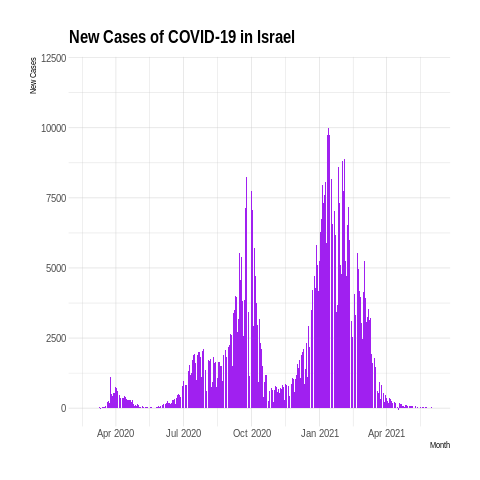 New Cases of COVID-19 in Israel
New Cases
12500
10000
7500
5000
2500
0
Apr 2020 Jul 2020 Oct 2020 Jan 2021 Apr 2021
Month